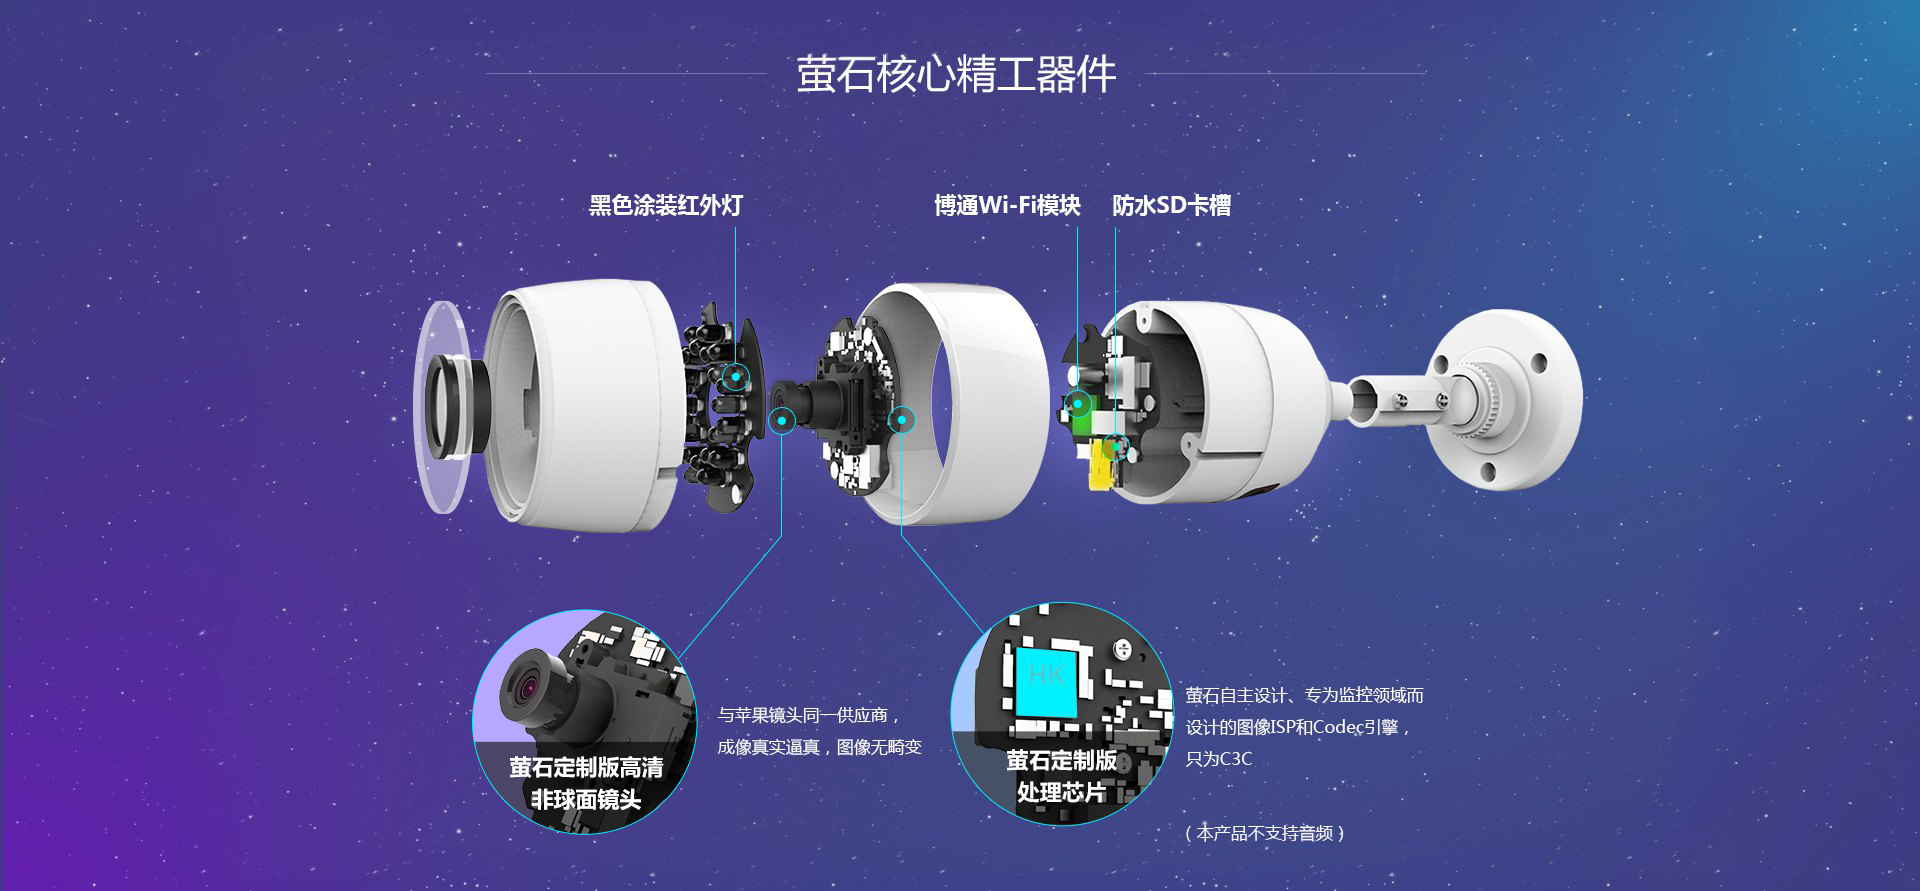 萤石核心精工器件
黑色涂装红外灯
博通Wi-Fi模块
防水SD卡槽
HK
与苹果镜头同一供应商，
成像真实逼真，图像无畸变
萤石定制版高清
非球面镜头
萤石定制版
处理芯片
萤石自主设计、专为监控领域而
设计的图像ISP和Codec引擎，
只为C3C
（本产品不支持音频）